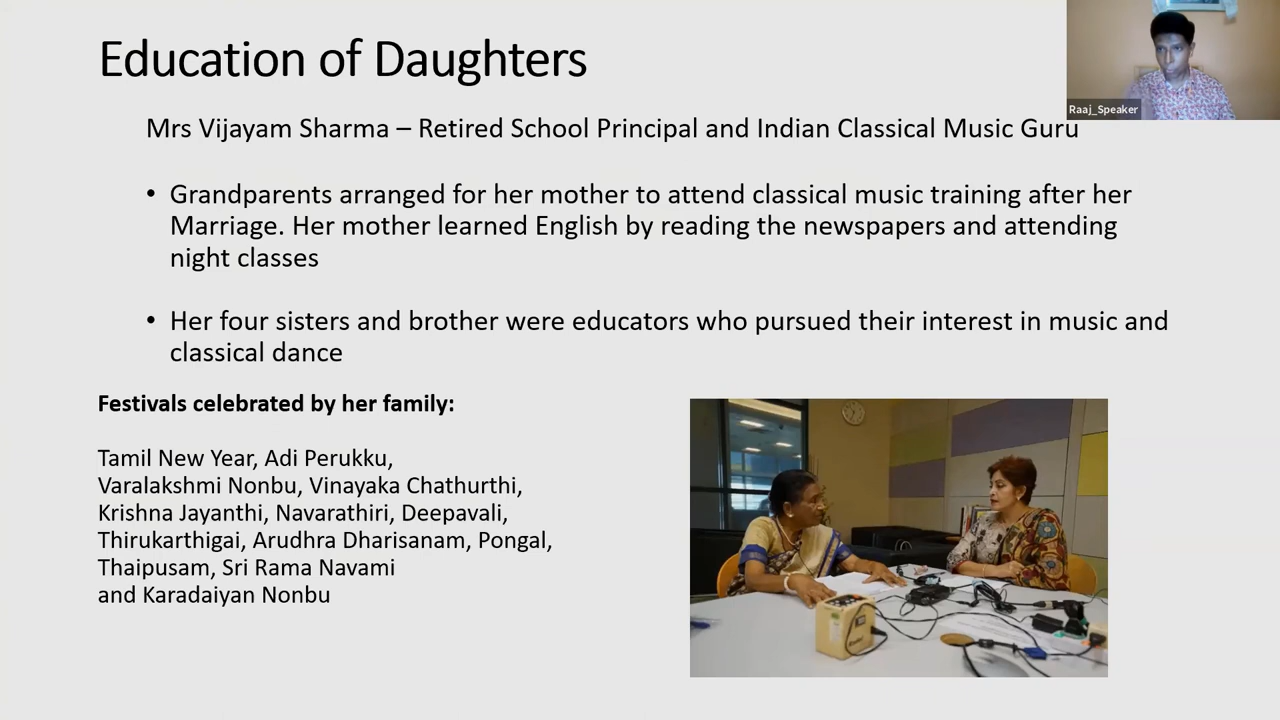 Education of Daughters
Raaj_Speaker
Mrs Vijayam Sharma – Retired School Principal and Indian Classical Music Guru
• Grandparents arranged for her mother to attend classical music training after her
Marriage. Her mother learned English by reading the newspapers and attending
night classes
• Her four sisters and brother were educators who pursued their interest in music and
classical dance
Festivals celebrated by her family:
Tamil New Year, Adi Perukku,
Varalakshmi Nonbu, Vinayaka Chathurthi,
Krishna Jayanthi, Navarathiri, Deepavali,
Thirukarthigai, Arudhra Dharisanam, Pongal,
Thaipusam, Sri Rama Navami
and Karadaiyan Nonbu